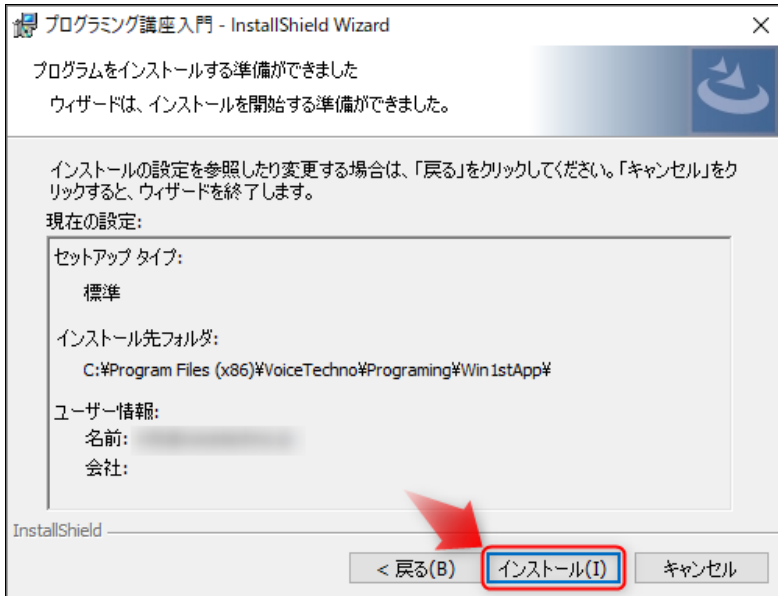 プログラミング講座入門 - InstallShield Wizard
プログラムをインストールする準備ができました
ウィザードは、インストールを開始する準備ができました。
インストールの設定を参照したり変更する場合は、「戻る」をクリックしてください。「キャンセル」をク
リックすると、ウィザードを終了します。
現在の設定:
セットアップ タイプ:
標準
インストール先フォルダ:
C:¥Program Files (x86)¥VoiceTechno¥Programing¥Win1stApp¥
ユーザー情報:
名前:
会社:
InstallShield
< 戻る(B) インストール(I) キャンセル